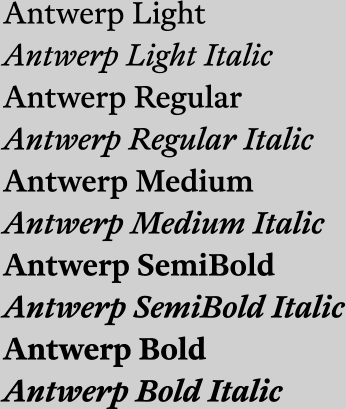 Antwerp Light
Antwerp Light Italic
Antwerp Regular
Antwerp Regular Italic
Antwerp Medium
Antwerp Medium Italic
Antwerp SemiBold
Antwerp SemiBold Italic
Antwerp Bold
Antwerp Bold Italic